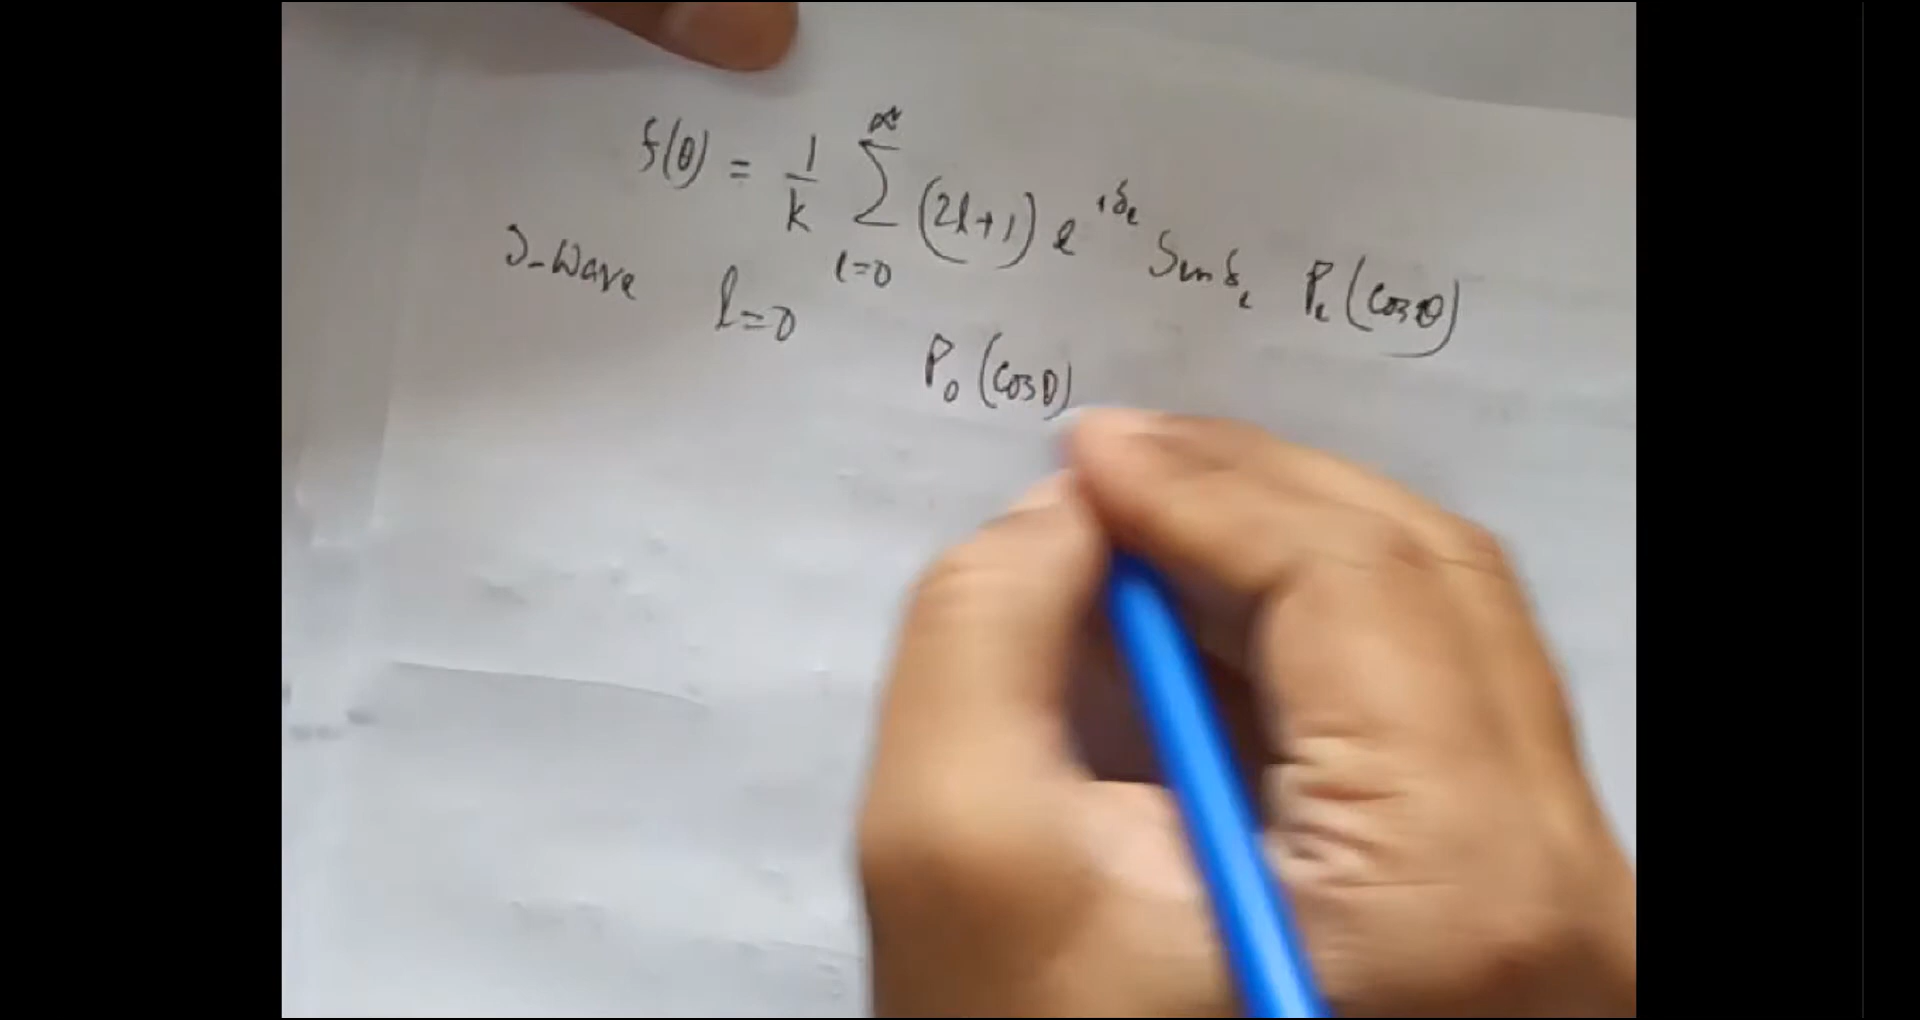 f(θ) = 1/k ∑_{l=0}^{∞} (2l+1) e^{iδ_l} Sin δ_l P_l (cosθ)
S-wave l=0
P_0 (cosθ)